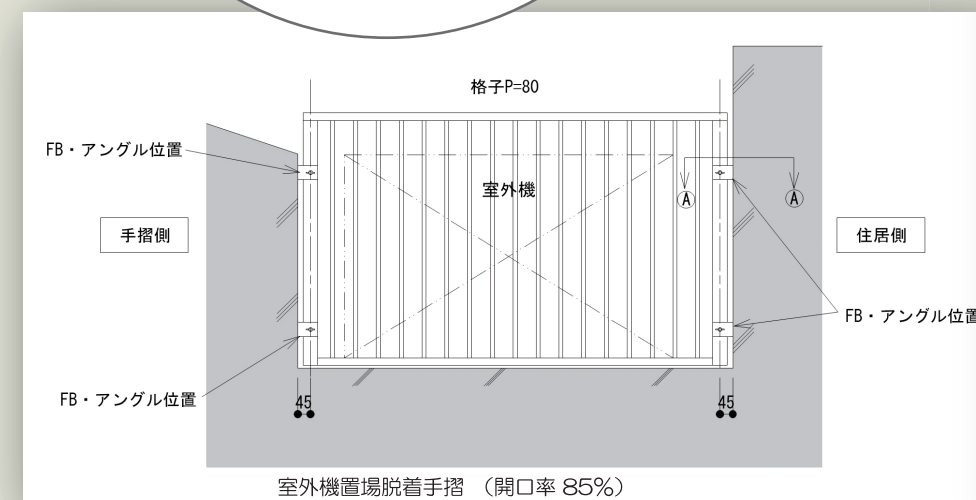 格子P=80
FB・アングル位置
室外機
A
A
手摺側
住居側
FB・アングル位置
FB・アングル位置
45
45
室外機置場脱着手摺 （開口率 85%）